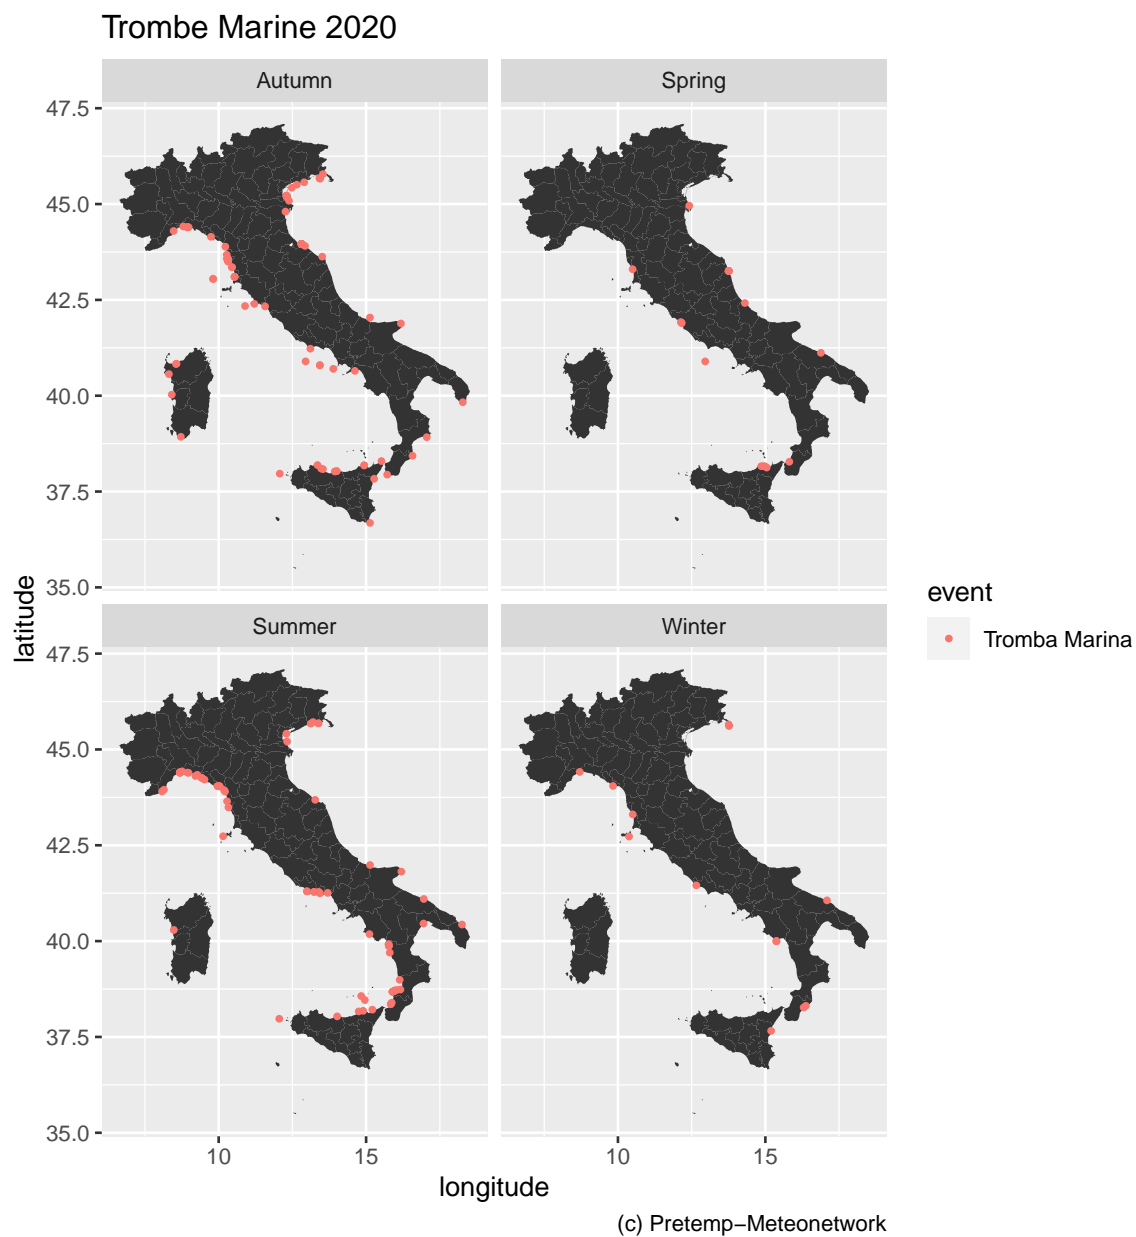 Trombe Marine 2020
Autumn
Spring
47.5
45.0
42.5
40.0
37.5
35.0
Summer
Winter
47.5
45.0
42.5
40.0
37.5
35.0
10
15
10
15
latitude
longitude
event
Tromba Marina
(c) Pretemp−Meteonetwork